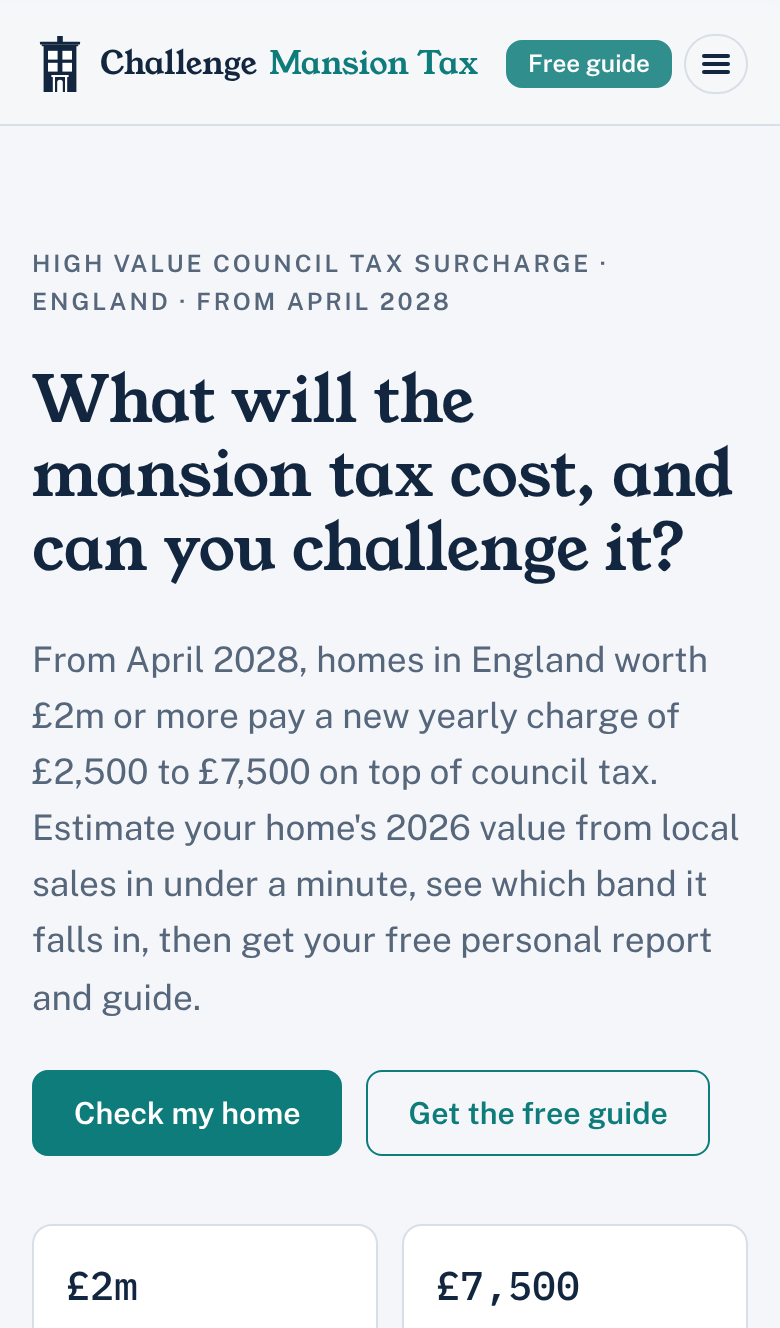 Challenge Mansion Tax
Free guide
HIGH VALUE COUNCIL TAX SURCHARGE ·
ENGLAND · FROM APRIL 2028
What will the
mansion tax cost, and
can you challenge it?
From April 2028, homes in England worth
£2m or more pay a new yearly charge of
£2,500 to £7,500 on top of council tax.
Estimate your home's 2026 value from local
sales in under a minute, see which band it
falls in, then get your free personal report
and guide.
Check my home
Get the free guide
£2m
£7,500